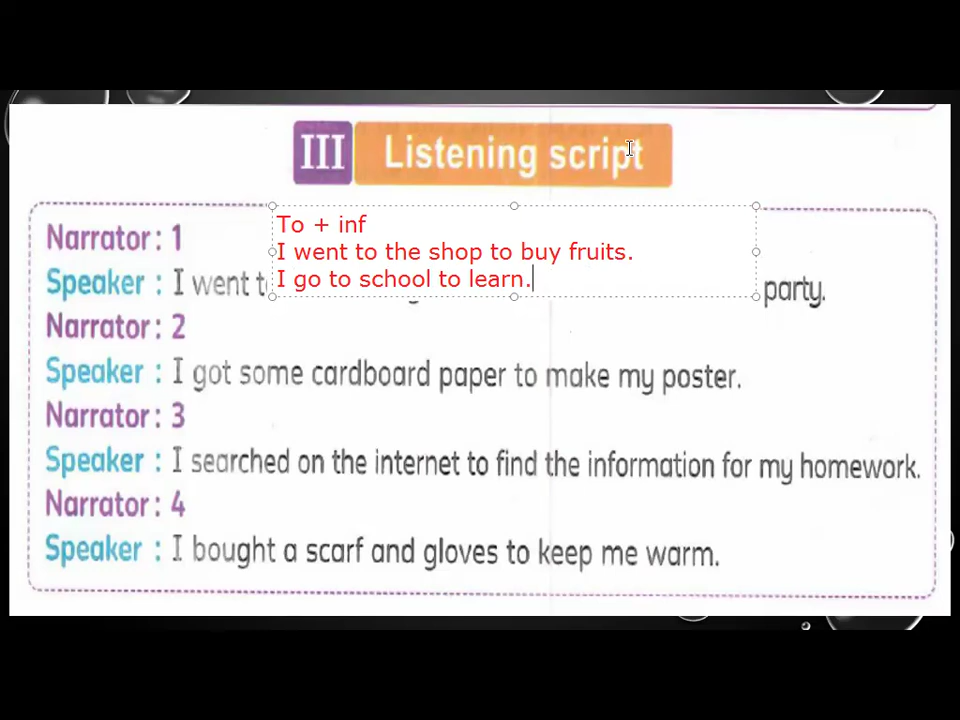 III Listening script
To + inf
Narrator: 1
I went to the shop to buy fruits.
I go to school to learn.
Speaker : I went to party.
Narrator: 2
Speaker : I got some cardboard paper to make my poster.
Narrator: 3
Speaker : I searched on the internet to find the information for my homework.
Narrator: 4
Speaker : I bought a scarf and gloves to keep me warm.